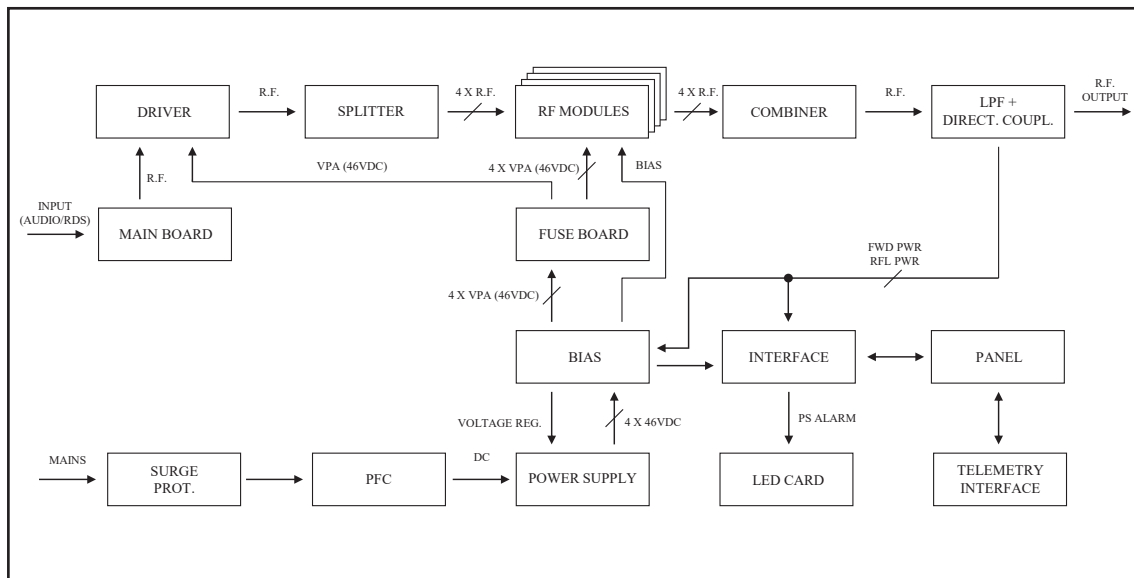 R.F.
4 X R.F.
4 X R.F.
R.F.
R.F.
OUTPUT
DRIVER
SPLITTER
RF MODULES
COMBINER
LPF +
DIRECT. COUPL.
R.F.
VPA (46VDC)
4 X VPA (46VDC)
BIAS
INPUT
(AUDIO/RDS)
MAIN BOARD
FUSE BOARD
FWD PWR
RFL PWR
4 X VPA (46VDC)
BIAS
INTERFACE
PANEL
VOLTAGE REG.
4 X 46VDC
PS ALARM
MAINS
DC
SURGE
PROT.
PFC
POWER SUPPLY
LED CARD
TELEMETRY
INTERFACE